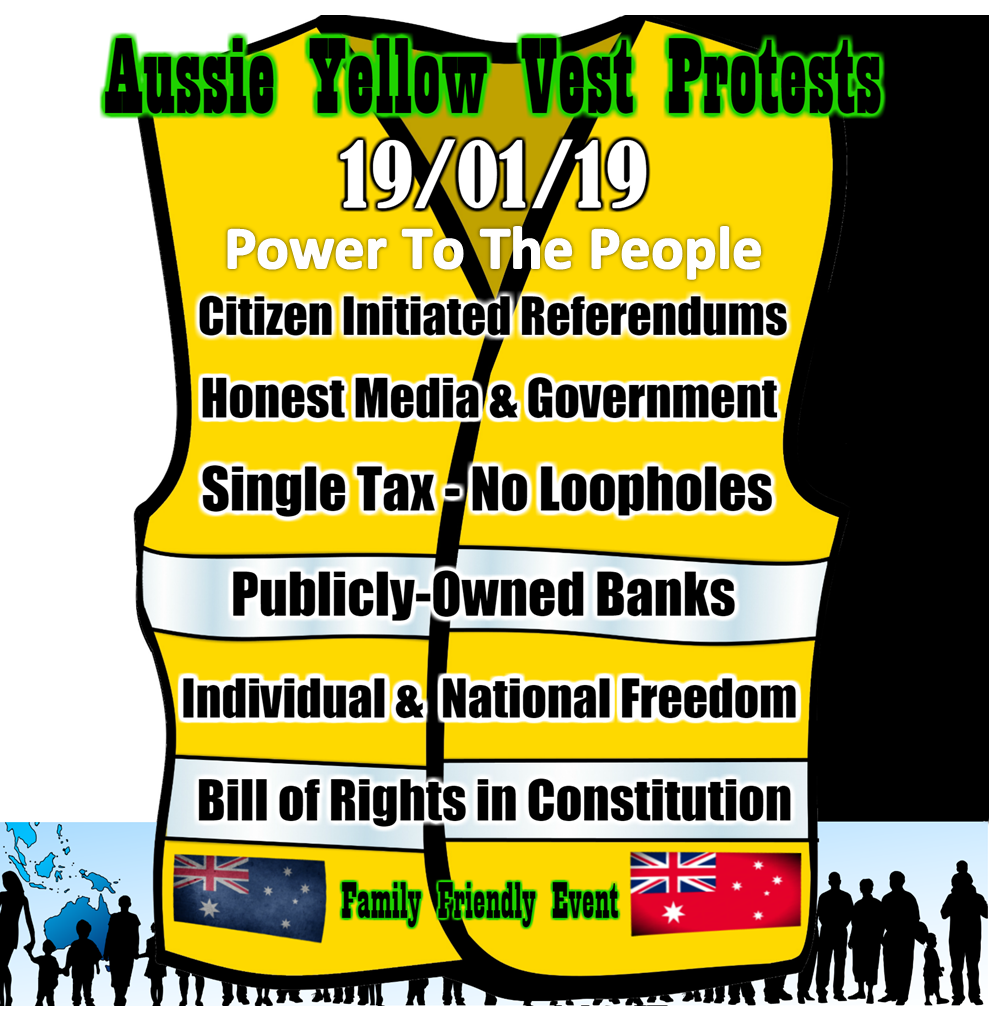 Aussie Yellow Vest Protests
19/01/19
Power To The People
Citizen Initiated Referendums
Honest Media & Government
Single Tax - No Loopholes
Publicly-Owned Banks
Individual & National Freedom
Bill of Rights in Constitution
Family Friendly Event